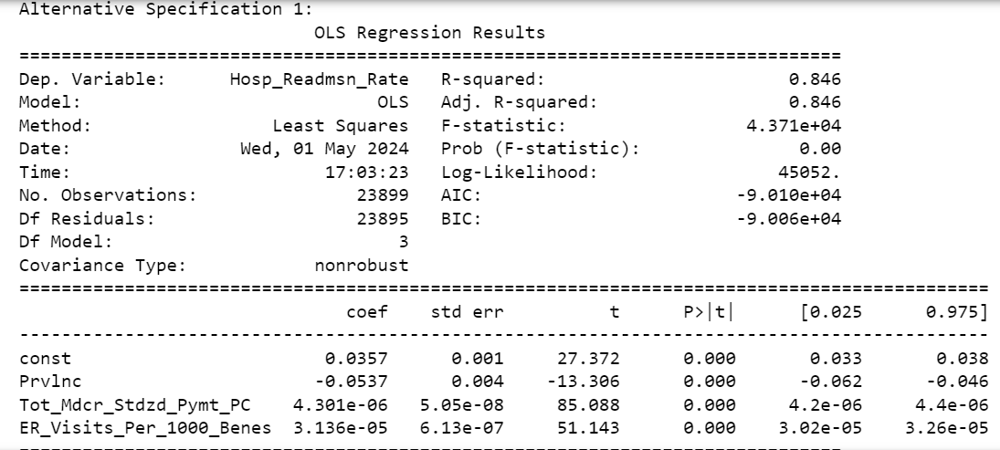 Alternative Specification 1:
OLS Regression Results
==============================================================================
Dep. Variable: Hosp_Readmsn_Rate R-squared: 0.846
Model: OLS Adj. R-squared: 0.846
Method: Least Squares F-statistic: 4.371e+04
Date: Wed, 01 May 2024 Prob (F-statistic): 0.00
Time: 17:03:23 Log-Likelihood: 45052.
No. Observations: 23899 AIC: -9.010e+04
Df Residuals: 23895 BIC: -9.006e+04
Df Model: 3
Covariance Type: nonrobust
============================================================================================
coef std err t P>|t| [0.025 0.975]
--------------------------------------------------------------------------------------------
const 0.0357 0.001 27.372 0.000 0.033 0.038
Prvlnc -0.0537 0.004 -13.306 0.000 -0.062 -0.046
Tot_Mdcr_Stdzd_Pymt_PC 4.301e-06 5.05e-08 85.088 0.000 4.2e-06 4.4e-06
ER_Visits_Per_1000_Benes 3.136e-05 6.13e-07 51.143 0.000 3.02e-05 3.26e-05